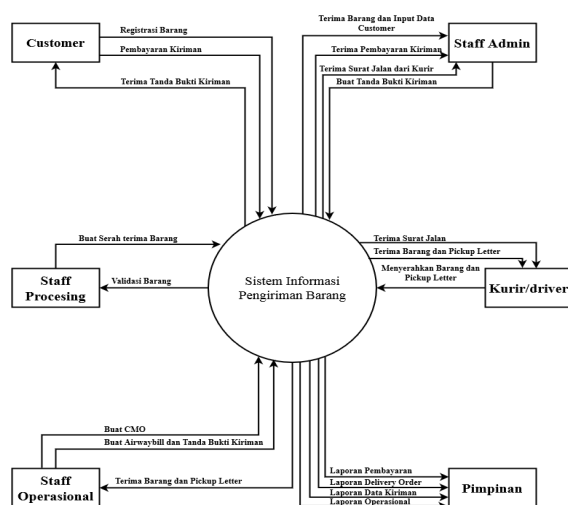 Customer
Registrasi Barang
Pembayaran Kiriman
Terima Tanda Bukti Kiriman
Terima Barang dan Input Data
Customer
Terima Pembayaran Kiriman
Terima Surat Jalan dari Kurir
Buat Tanda Bukti Kiriman
Staff Admin
Buat Serah terima Barang
Staff
Procesing
Validasi Barang
Sistem Informasi
Pengiriman Barang
Terima Surat Jalan
Terima Barang dan Pickup Letter
Menyerahkan Barang dan
Pickup Letter
Kurir/driver
Buat CMO
Buat Airwaybill dan Tanda Bukti Kiriman
Staff
Operasional
Terima Barang dan Pickup Letter
Laporan Pembayaran
Laporan Delivery Order
Laporan Data Kiriman
Laporan Operasional
Pimpinan